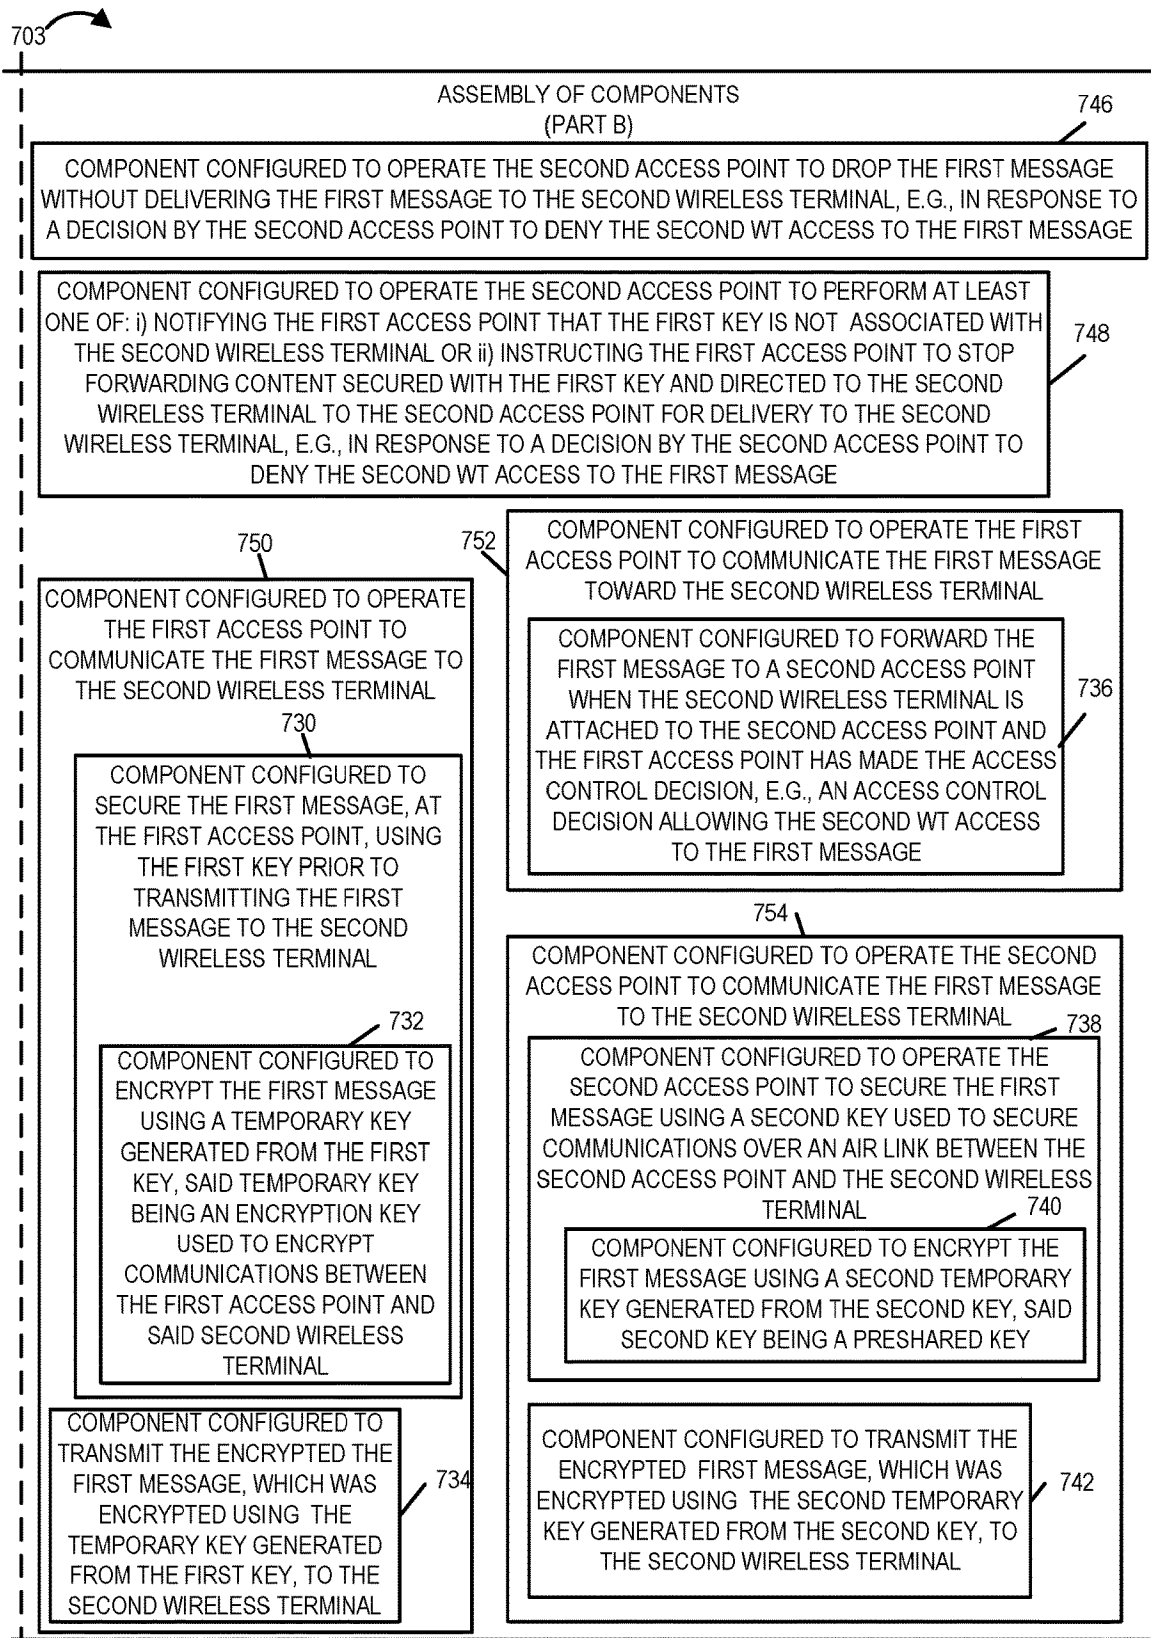 703
ASSEMBLY OF COMPONENTS
(PART B)
746
COMPONENT CONFIGURED TO OPERATE THE SECOND ACCESS POINT TO DROP THE FIRST MESSAGE
WITHOUT DELIVERING THE FIRST MESSAGE TO THE SECOND WIRELESS TERMINAL, E.G., IN RESPONSE TO
A DECISION BY THE SECOND ACCESS POINT TO DENY THE SECOND WT ACCESS TO THE FIRST MESSAGE
COMPONENT CONFIGURED TO OPERATE THE SECOND ACCESS POINT TO PERFORM AT LEAST
ONE OF: i) NOTIFYING THE FIRST ACCESS POINT THAT THE FIRST KEY IS NOT ASSOCIATED WITH
THE SECOND WIRELESS TERMINAL OR ii) INSTRUCTING THE FIRST ACCESS POINT TO STOP
FORWARDING CONTENT SECURED WITH THE FIRST KEY AND DIRECTED TO THE SECOND
WIRELESS TERMINAL TO THE SECOND ACCESS POINT FOR DELIVERY TO THE SECOND
WIRELESS TERMINAL, E.G., IN RESPONSE TO A DECISION BY THE SECOND ACCESS POINT TO
DENY THE SECOND WT ACCESS TO THE FIRST MESSAGE
748
750
COMPONENT CONFIGURED TO OPERATE
THE FIRST ACCESS POINT TO
COMMUNICATE THE FIRST MESSAGE TO
THE SECOND WIRELESS TERMINAL
730
COMPONENT CONFIGURED TO
SECURE THE FIRST MESSAGE, AT
THE FIRST ACCESS POINT, USING
THE FIRST KEY PRIOR TO
TRANSMITTING THE FIRST
MESSAGE TO THE SECOND
WIRELESS TERMINAL
732
COMPONENT CONFIGURED TO
ENCRYPT THE FIRST MESSAGE
USING A TEMPORARY KEY
GENERATED FROM THE FIRST
KEY, SAID TEMPORARY KEY
BEING AN ENCRYPTION KEY
USED TO ENCRYPT
COMMUNICATIONS BETWEEN
THE FIRST ACCESS POINT AND
SAID SECOND WIRELESS
TERMINAL
COMPONENT CONFIGURED TO
TRANSMIT THE ENCRYPTED THE
FIRST MESSAGE, WHICH WAS
ENCRYPTED USING THE
TEMPORARY KEY GENERATED
FROM THE FIRST KEY, TO THE
SECOND WIRELESS TERMINAL
734
752
COMPONENT CONFIGURED TO OPERATE THE FIRST
ACCESS POINT TO COMMUNICATE THE FIRST MESSAGE
TOWARD THE SECOND WIRELESS TERMINAL
COMPONENT CONFIGURED TO FORWARD THE
FIRST MESSAGE TO A SECOND ACCESS POINT
WHEN THE SECOND WIRELESS TERMINAL IS
ATTACHED TO THE SECOND ACCESS POINT AND
THE FIRST ACCESS POINT HAS MADE THE ACCESS
CONTROL DECISION, E.G., AN ACCESS CONTROL
DECISION ALLOWING THE SECOND WT ACCESS
TO THE FIRST MESSAGE
736
754
COMPONENT CONFIGURED TO OPERATE THE SECOND
ACCESS POINT TO COMMUNICATE THE FIRST MESSAGE
TO THE SECOND WIRELESS TERMINAL
738
COMPONENT CONFIGURED TO OPERATE THE
SECOND ACCESS POINT TO SECURE THE FIRST
MESSAGE USING A SECOND KEY USED TO SECURE
COMMUNICATIONS OVER AN AIR LINK BETWEEN THE
SECOND ACCESS POINT AND THE SECOND WIRELESS
TERMINAL
740
COMPONENT CONFIGURED TO ENCRYPT THE
FIRST MESSAGE USING A SECOND TEMPORARY
KEY GENERATED FROM THE SECOND KEY, SAID
SECOND KEY BEING A PRESHARED KEY
COMPONENT CONFIGURED TO TRANSMIT THE
ENCRYPTED FIRST MESSAGE, WHICH WAS
ENCRYPTED USING THE SECOND TEMPORARY
KEY GENERATED FROM THE SECOND KEY, TO
THE SECOND WIRELESS TERMINAL
742